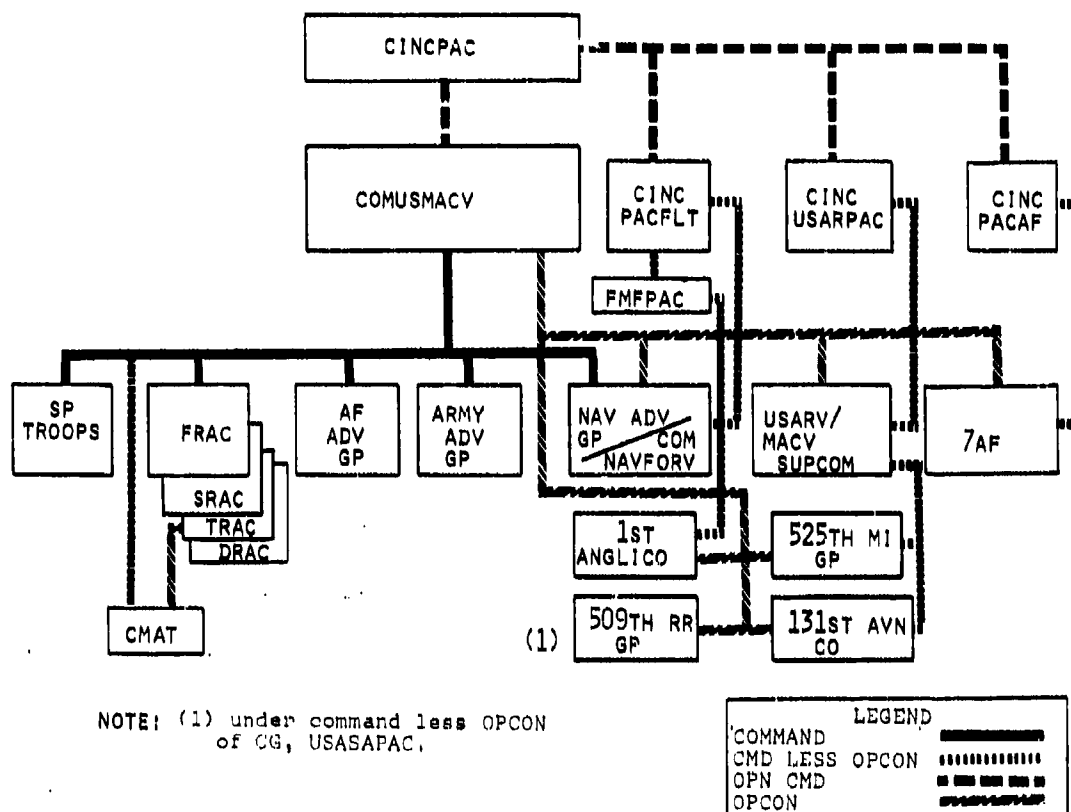 CINCPAC
COMUSMACV
CINC
PACFLT
CINC
USARPAC
CINC
PACAF
FMFPAC
SP
TROOPS
FRAC
SRAC
TRAC
DRAC
AF
ADV
GP
ARMY
ADV
GP
NAV ADV
GP
COM
NAVFORV
USARV/
MACV
SUPCOM
7AF
1ST
ANGLICO
525TH MI
GP
CMAT
(1)
509TH RR
GP
131ST AVN
CO
NOTE: (1) under command less OPCON
of CG, USASAPAC.
LEGEND
COMMAND
CMD LESS OPCON
OPN CMD
OPCON